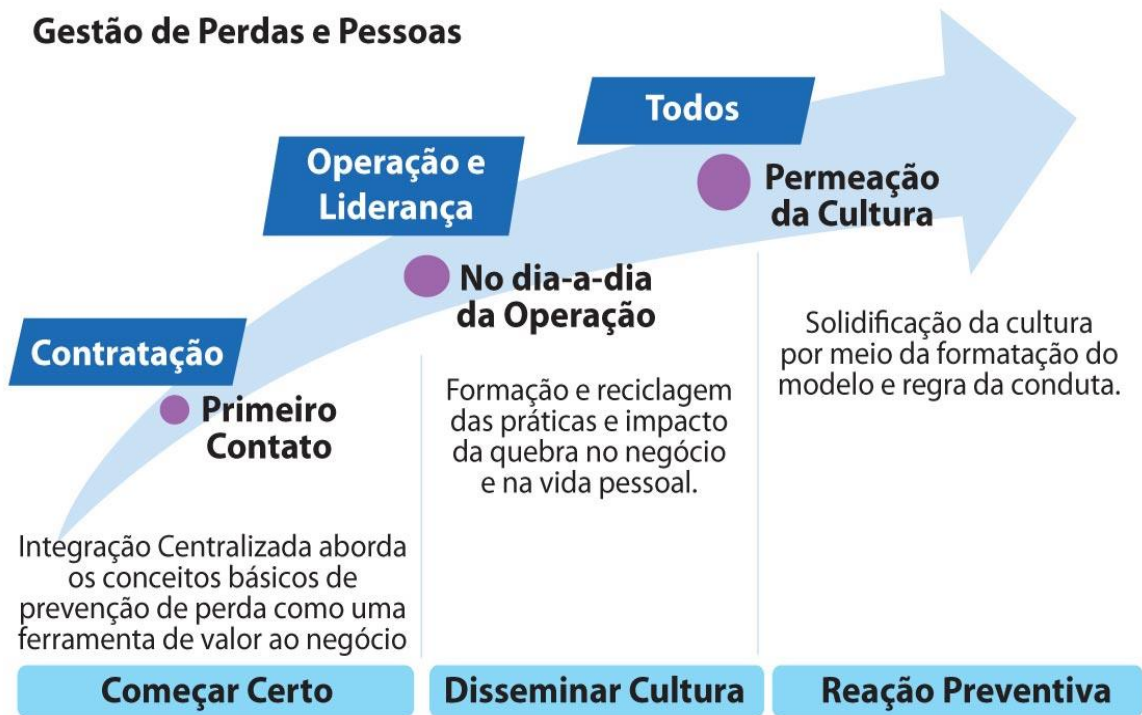 Gestão de Perdas e Pessoas
Contratação
Primeiro
Contato
Integração Centralizada aborda
os conceitos básicos de
prevenção de perda como uma
ferramenta de valor ao negócio
Começar Certo
Operação e
Liderança
No dia-a-dia
da Operação
Formação e reciclagem
das práticas e impacto
da quebra no negócio
e na vida pessoal.
Disseminar Cultura
Todos
Permeação
da Cultura
Solidificação da cultura
por meio da formatação do
modelo e regra da conduta.
Reação Preventiva